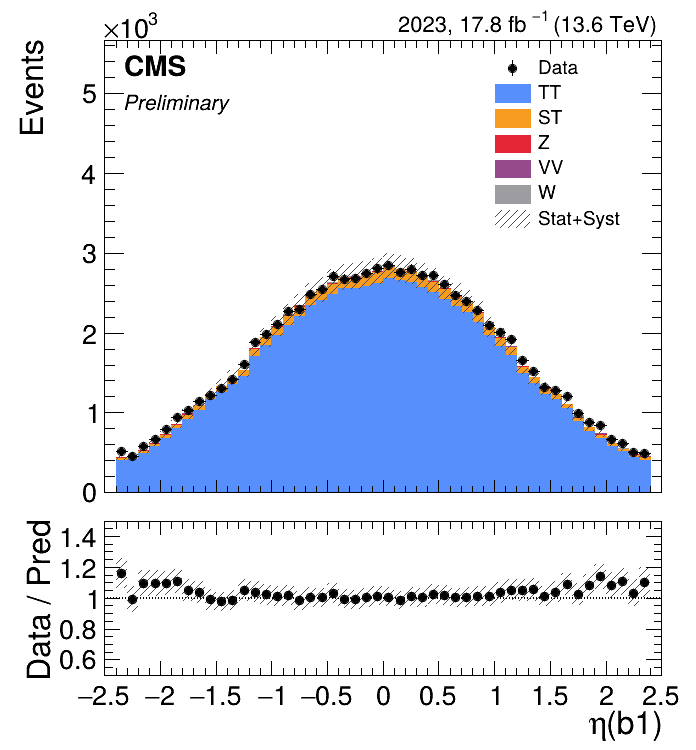 ×10³ 2023, 17.8 fb⁻¹ (13.6 TeV)
Events
CMS
Preliminary
Data
TT
ST
Z
VV
W
Stat+Syst
5
4
3
2
1
0
Data / Pred
1.4
1.2
1
0.8
0.6
−2.5 −2 −1.5 −1 −0.5 0 0.5 1 1.5 2 2.5
η(b1)